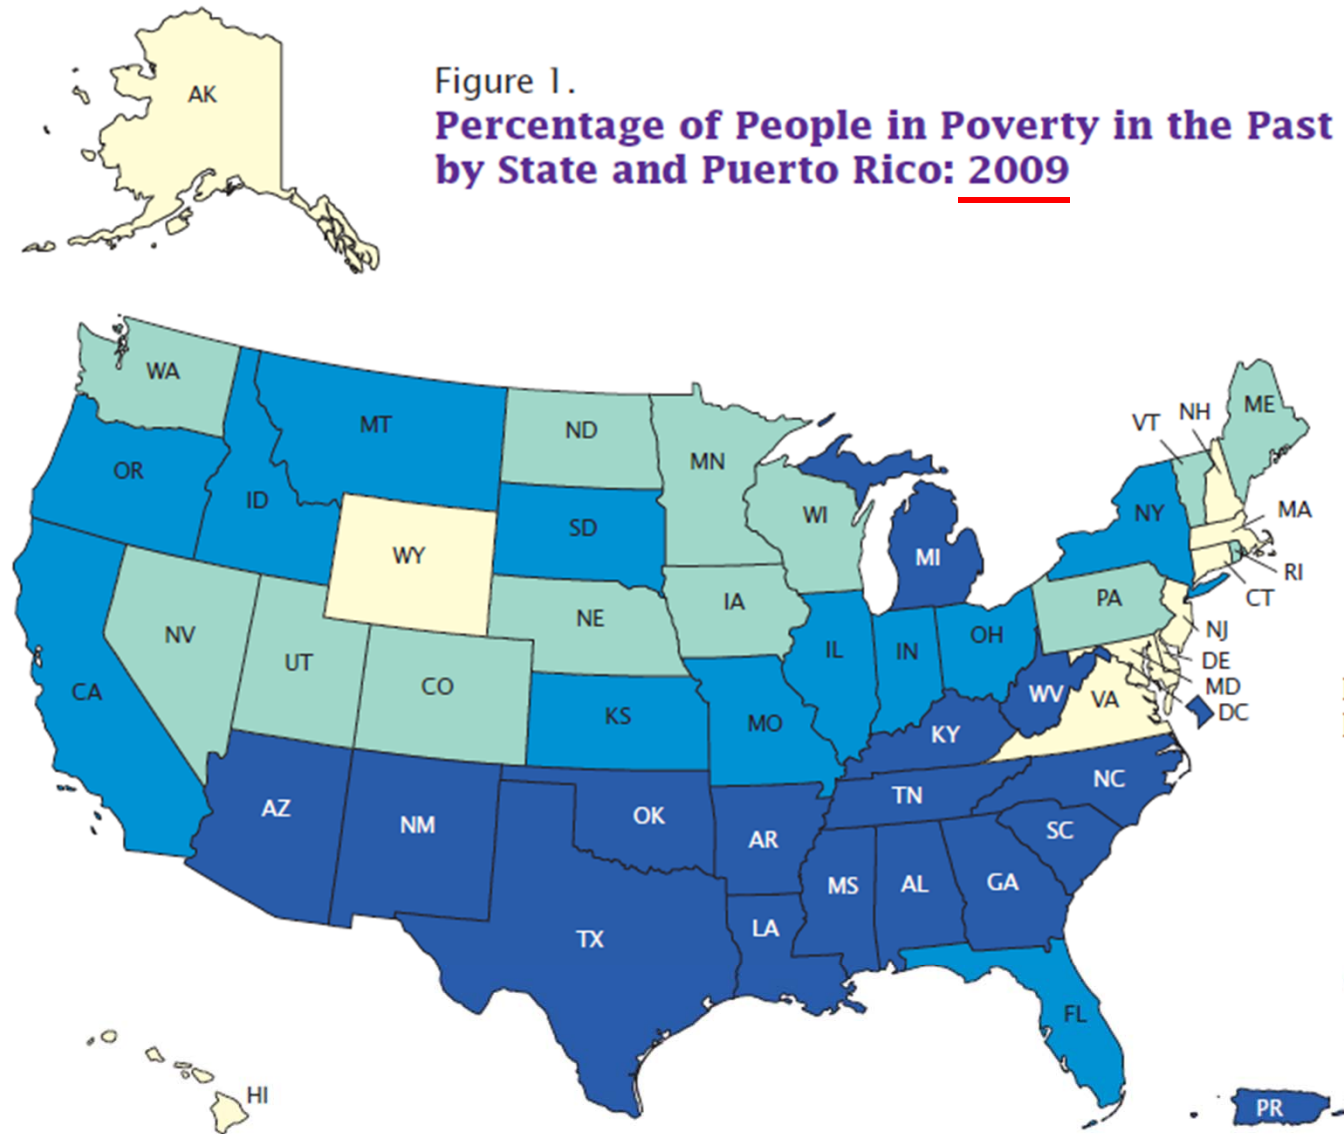 AK
Figure 1.
Percentage of People in Poverty in the Past
by State and Puerto Rico: 2009
WA
MT
ND
MN
VT
NH
ME
OR
ID
SD
WI
NY
MA
WY
MI
RI
NE
IA
PA
CT
NV
UT
CO
IL
IN
OH
NJ
DE
CA
KS
MO
WV
VA
MD
DC
KY
AZ
NM
OK
AR
TN
NC
SC
MS
AL
GA
TX
LA
FL
HI
PR